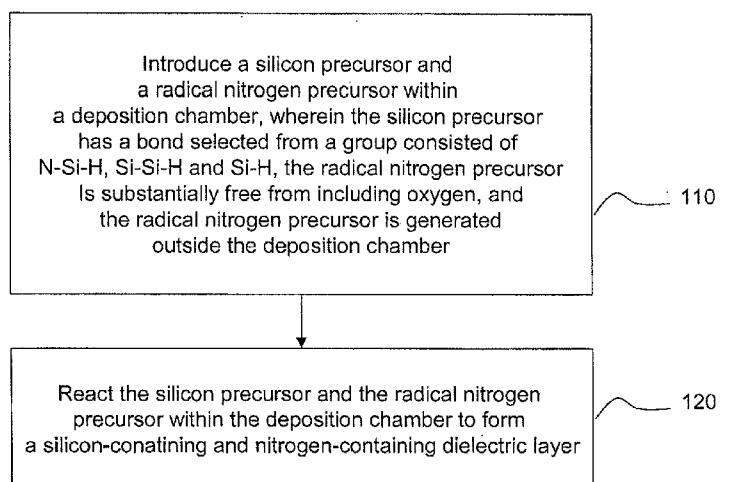 Introduce a silicon precursor and
a radical nitrogen precursor within
a deposition chamber, wherein the silicon precursor
has a bond selected from a group consisted of
N-Si-H, Si-Si-H and Si-H, the radical nitrogen precursor
Is substantially free from including oxygen, and
the radical nitrogen precursor is generated
outside the deposition chamber
110
React the silicon precursor and the radical nitrogen
precursor within the deposition chamber to form
a silicon-conatining and nitrogen-containing dielectric layer
120